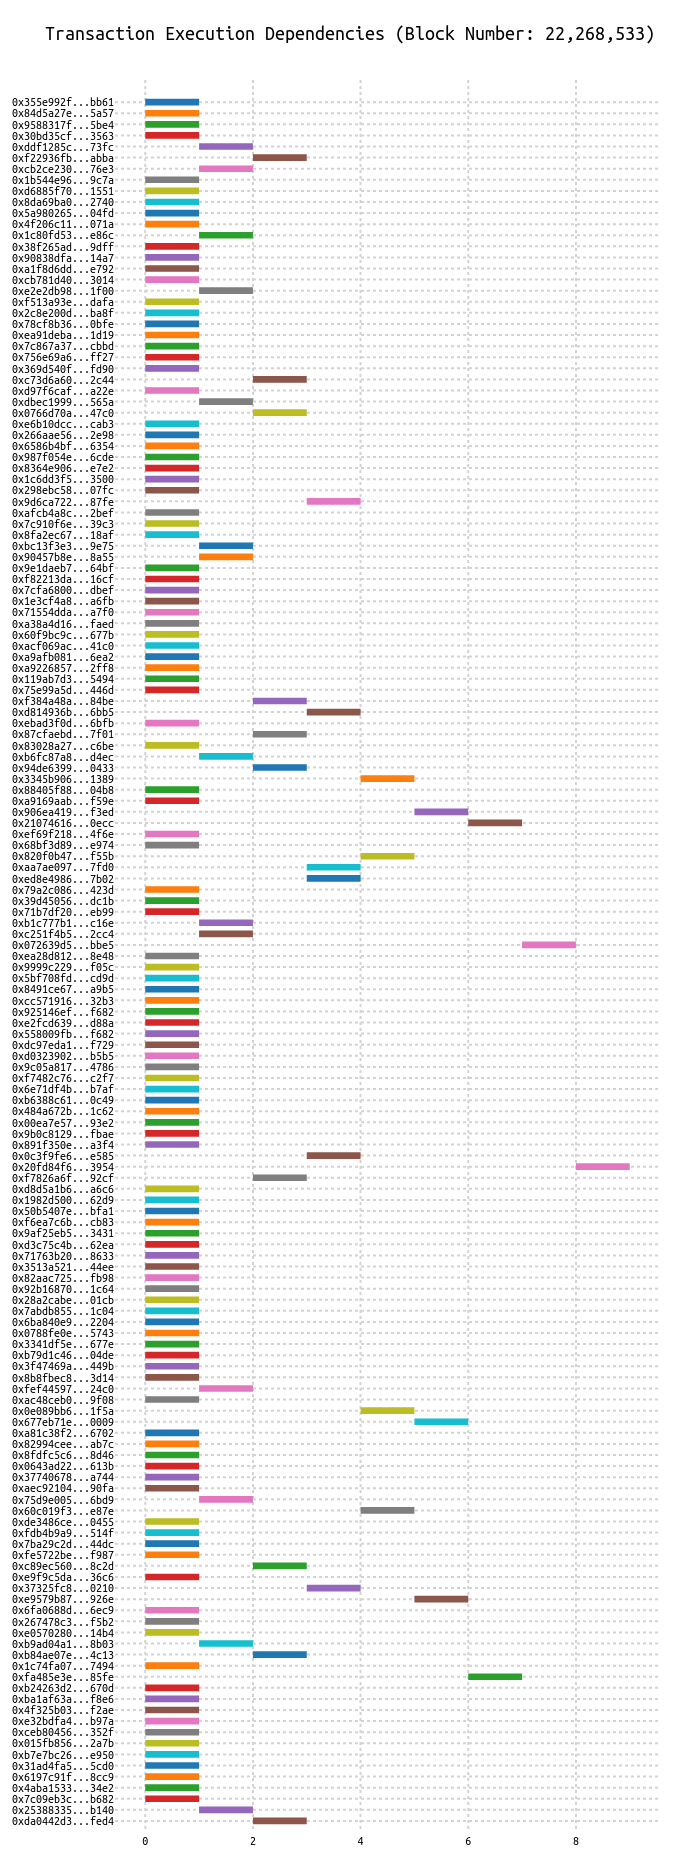 Transaction Execution Dependencies (Block Number: 22,268,533)
0x355e992f...bb61
0x84d5a27e...5a57
0x9588317f...5be4
0x30bd35cf...3563
0xddf1285c...73fc
0xf22936fb...abba
0xcb2ce230...76e3
0x1b544e96...9c7a
0xd6885f70...1551
0x8da69ba0...2740
0x5a980265...04fd
0x4f206c11...071a
0x1c80fd53...e86c
0x38f265ad...9dff
0x90838dfa...14a7
0xa1f8d6dd...e792
0xcb781d40...3014
0xe2e2db98...1f00
0xf513a93e...dafa
0x2c8e200d...ba8f
0x78cf8b36...0bfe
0xea91deba...1d19
0x7c867a37...cbbd
0x756e69a6...ff27
0x369d540f...fd90
0xc73d6a60...2c44
0xd97f6caf...a22e
0xdbec1999...565a
0x0766d70a...47c0
0xe6b10dcc...cab3
0x266aae56...2e98
0x6586b4bf...6354
0x987f054e...6cde
0x8364e906...e7e2
0x1c6dd3f5...3500
0x298ebc58...07fc
0x9d6ca722...87fe
0xafcb4a8c...2bef
0x7c910f6e...39c3
0x8fa2ec67...18af
0xbc13f3e3...9e75
0x90457b8e...8a55
0x9e1daeb7...64bf
0xf82213da...16cf
0x7cfa6800...dbef
0x1e3cf4a8...a6fb
0x71554dda...a7f0
0xa38a4d16...faed
0x60f9bc9c...677b
0xacf069ac...41c0
0xa9afb081...6ea2
0xa9226857...2ff8
0x119ab7d3...5494
0x75e99a5d...446d
0xf384a48a...84be
0xd814936b...6bb5
0xebad3f0d...6bfb
0x87cfaebd...7f01
0x83028a27...c6be
0xb6fc87a8...d4ec
0x94de6399...0433
0x3345b906...1389
0x88405f88...04b8
0xa9169aab...f59e
0x906ea419...f3ed
0x21074616...0ecc
0xef69f218...4f6e
0x68bf3d89...e974
0x820f0b47...f55b
0xaa7ae097...7fd0
0xed8e4986...7b02
0x79a2c086...423d
0x39d45056...dc1b
0x71b7df20...eb99
0xb1c777b1...c16e
0xc251f4b5...2cc4
0x072639d5...bbe5
0xea28d812...8e48
0x9999c229...f05c
0x5bf708fd...cd9d
0x8491ce67...a9b5
0xcc571916...32b3
0x925146ef...f682
0xe2fcd639...d88a
0x558009fb...f682
0xdc97eda1...f729
0xd0323902...b5b5
0x9c05a817...4786
0xf7482c76...c2f7
0x6e71df4b...b7af
0xb6388c61...0c49
0x484a672b...1c62
0x00ea7e57...93e2
0x9b0c8129...fbae
0x891f350e...a3f4
0x0c3f9fe6...e585
0x20fd84f6...3954
0xf7826a6f...92cf
0xd8d5a1b6...a6c6
0x1982d500...62d9
0x50b5407e...bfa1
0xf6ea7c6b...cb83
0x9af25eb5...3431
0xd3c75c4b...62ea
0x71763b20...8633
0x3513a521...44ee
0x82aac725...fb98
0x92b16870...1c64
0x28a2cabe...01cb
0x7abdb855...1c04
0x6ba840e9...2204
0x0788fe0e...5743
0x3341df5e...677e
0xb79d1c46...04de
0x3f47469a...449b
0x8b8fbec8...3d14
0xfef44597...24c0
0xac48ceb0...9f08
0x0e089bb6...1f5a
0x677eb71e...0009
0xa81c38f2...6702
0x82994cee...ab7c
0x8fdfc5c6...8d46
0x0643ad22...613b
0x37740678...a744
0xaec92104...90fa
0x75d9e005...6bd9
0x60c019f3...e87e
0xde3486ce...0455
0xfdb4b9a9...514f
0x7ba29c2d...44dc
0xfe5722be...f987
0xc89ec560...8c2d
0xe9f9c5da...36c6
0x37325fc8...0210
0xe9579b87...926e
0x6fa0688d...6ec9
0x267478c3...f5b2
0xe0570280...14b4
0xb9ad04a1...8b03
0xb84ae07e...4c13
0x1c74fa07...7494
0xfa485e3e...85fe
0xb24263d2...670d
0xba1af63a...f8e6
0x4f325b03...f2ae
0xe32bdfa4...b97a
0xceb80456...352f
0x015fb856...2a7b
0xb7e7bc26...e950
0x31ad4fa5...5cd0
0x6197c91f...8cc9
0x4aba1533...34e2
0x7c09eb3c...b682
0x25388335...b140
0xda0442d3...fed4
0 2 4 6 8